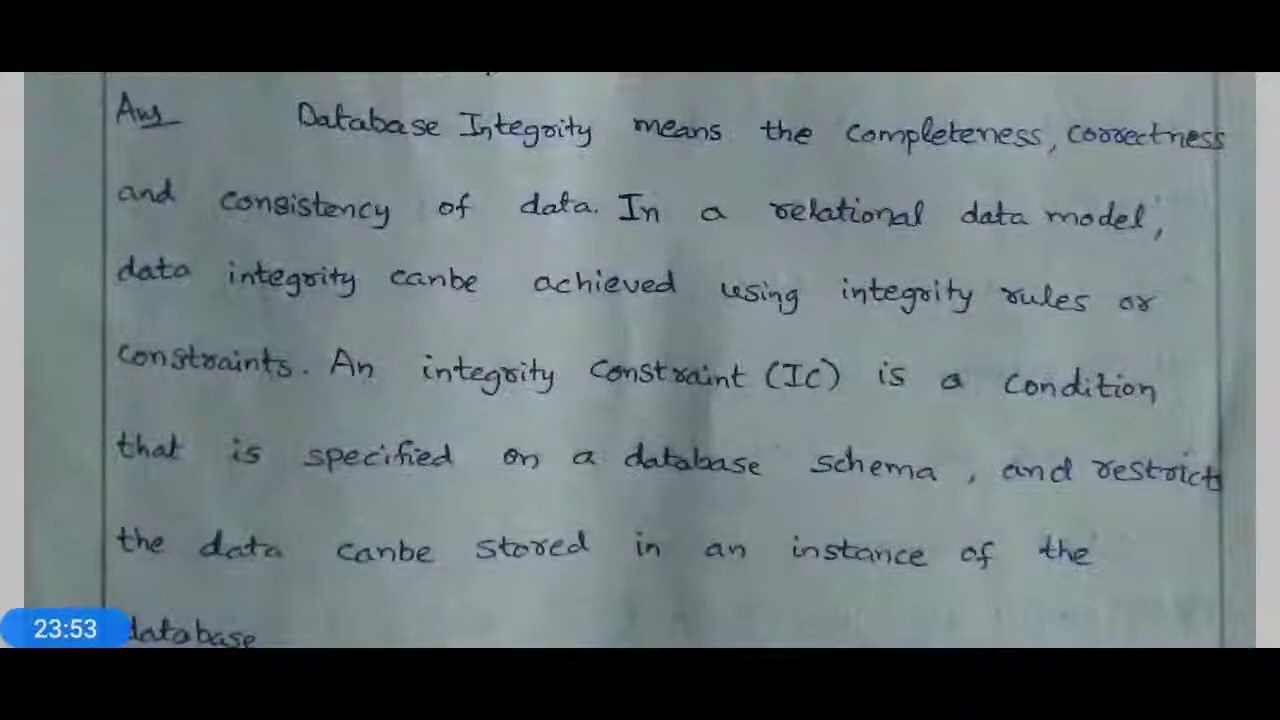 Ans Database Integrity means the completeness, correctness
and consistency of data. In a relational data model,
data integrity canbe achieved using integrity rules or
constraints. An integrity constraint (IC) is a condition
that is specified on a database schema, and restricts
the data canbe stored in an instance of the
database
23:53